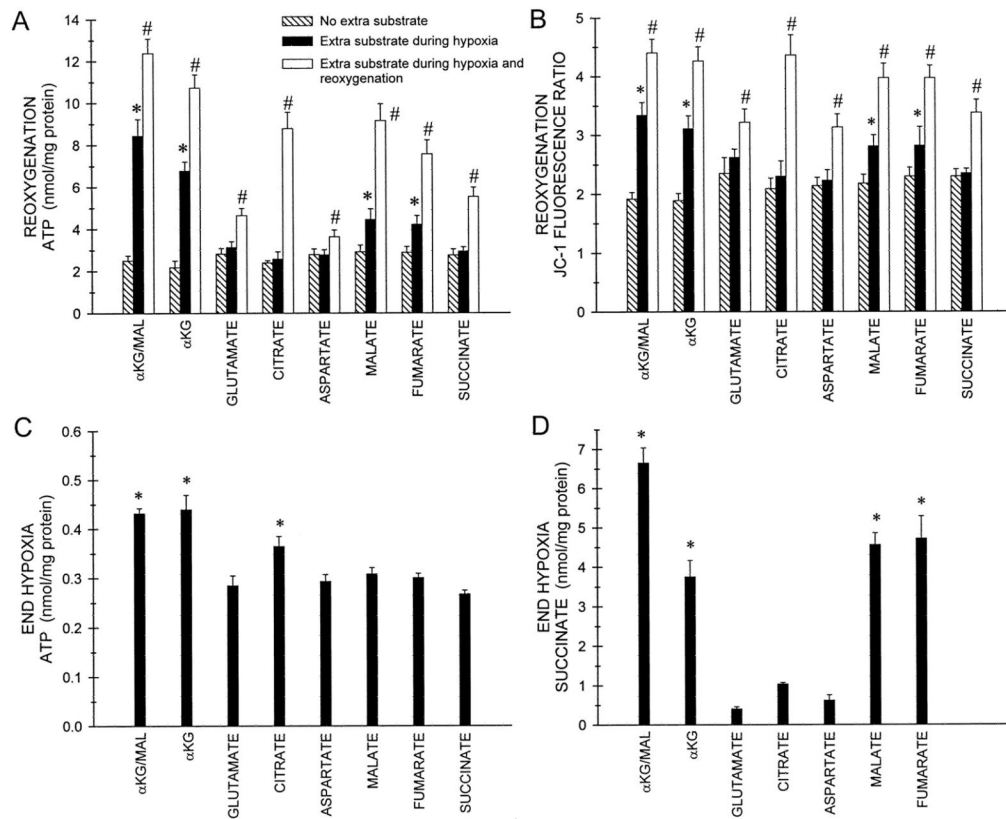 A
No extra substrate
Extra substrate during hypoxia
Extra substrate during hypoxia and
reoxygenation
REOXYGENATION
ATP (nmol/mg protein)
14
12
10
8
6
4
2
0
* # * # # # # * # * # #
αKG/MAL
αKG
GLUTAMATE
CITRATE
ASPARTATE
MALATE
FUMARATE
SUCCINATE
B
REOXYGENATION
JC-1 FLUORESCENCE RATIO
5
4
3
2
1
0
* # * # # # # * # * # #
αKG/MAL
αKG
GLUTAMATE
CITRATE
ASPARTATE
MALATE
FUMARATE
SUCCINATE
C
END HYPOXIA
ATP (nmol/mg protein)
0.6
0.5
0.4
0.3
0.2
0.1
0.0
* * *
αKG/MAL
αKG
GLUTAMATE
CITRATE
ASPARTATE
MALATE
FUMARATE
SUCCINATE
D
END HYPOXIA
SUCCINATE (nmol/mg protein)
7
6
5
4
3
2
1
0
* * * *
αKG/MAL
αKG
GLUTAMATE
CITRATE
ASPARTATE
MALATE
FUMARATE